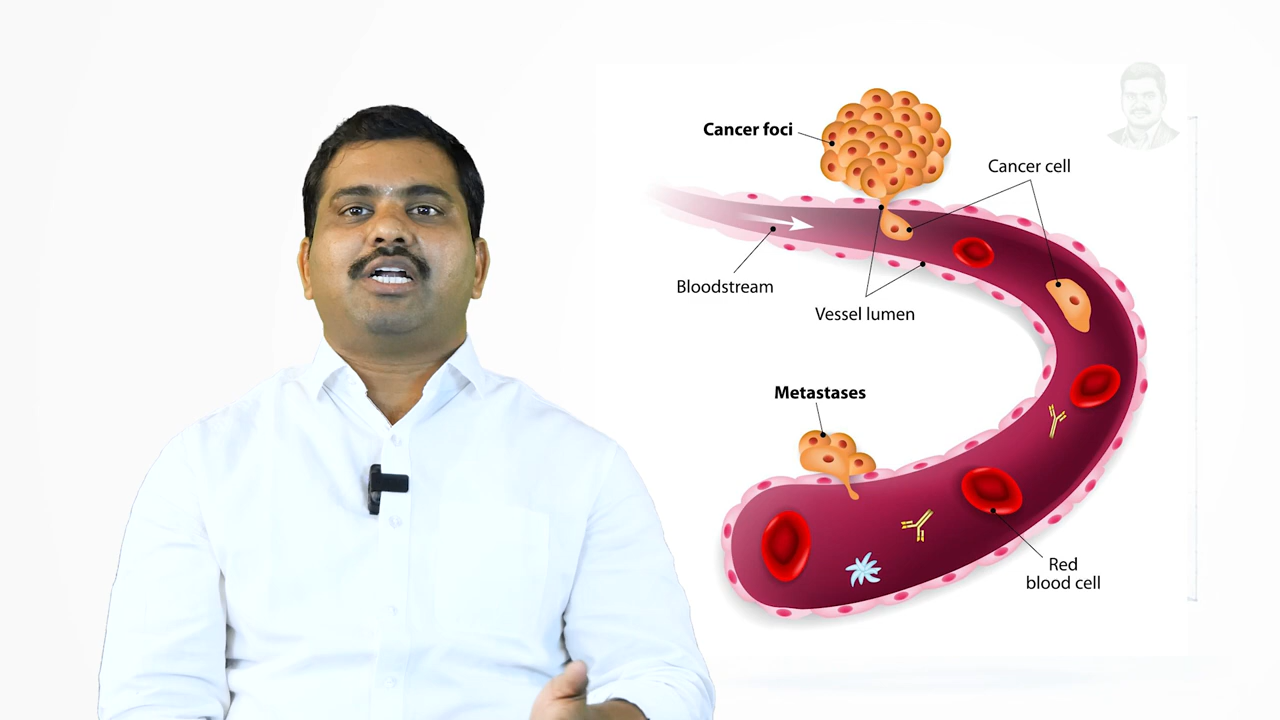 Cancer foci
Cancer cell
Bloodstream
Vessel lumen
Metastases
Red
blood cell